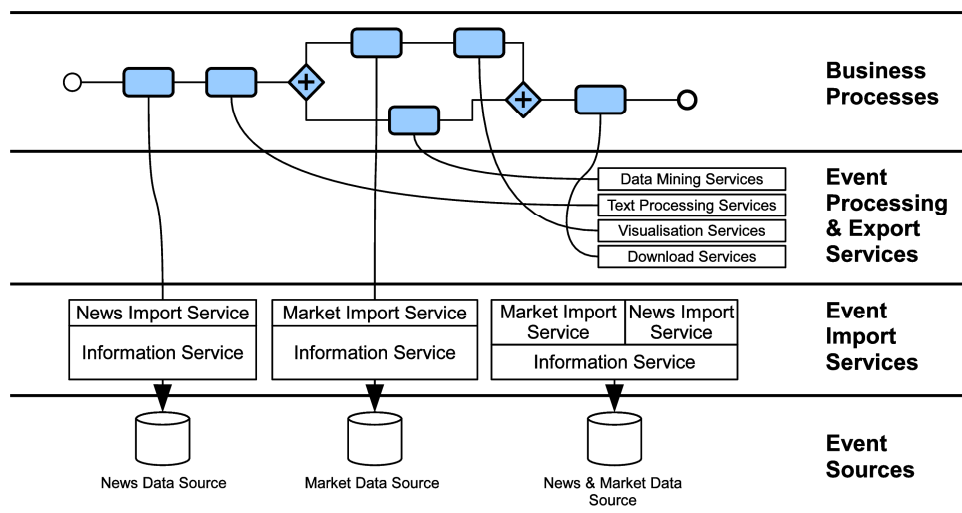 Business
Processes
Data Mining Services
Text Processing Services
Visualisation Services
Download Services
Event
Processing
& Export
Services
News Import Service
Information Service
Market Import Service
Information Service
Market Import
Service
News Import
Service
Information Service
Event
Import
Services
News Data Source
Market Data Source
News & Market Data
Source
Event
Sources